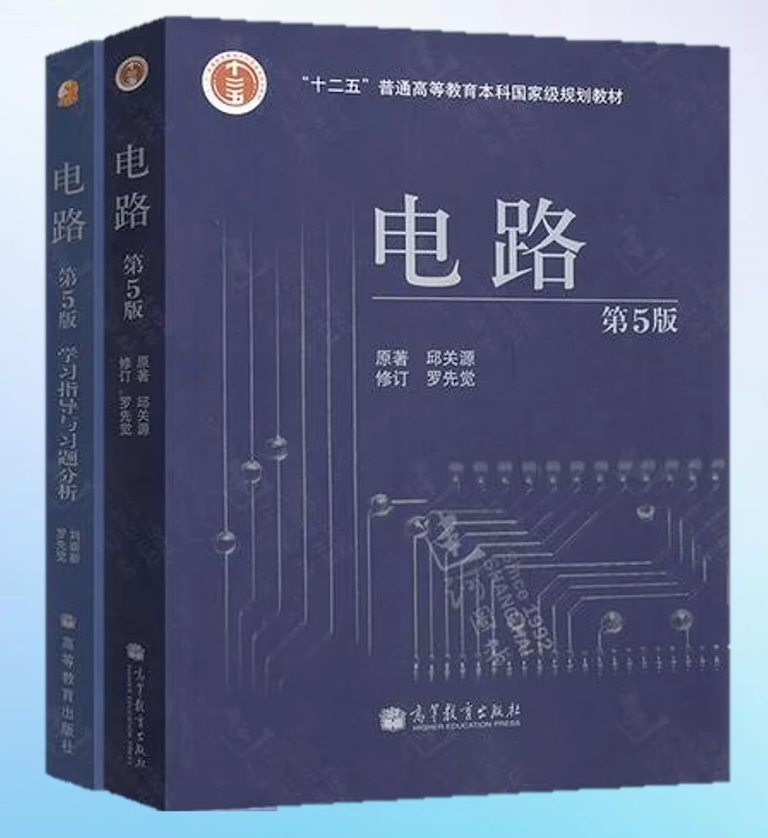 “十二五”普通高等教育本科国家级规划教材
电路
第5版
原著 邱关源
修订 罗先觉
Since 1992
SHANGHAI
高等教育出版社
HIGHER EDUCATION PRESS
电路
第5版
原著 邱关源
修订 罗先觉
高等教育出版社
电路
第5版
学习指导与习题分析
罗先觉
高等教育出版社